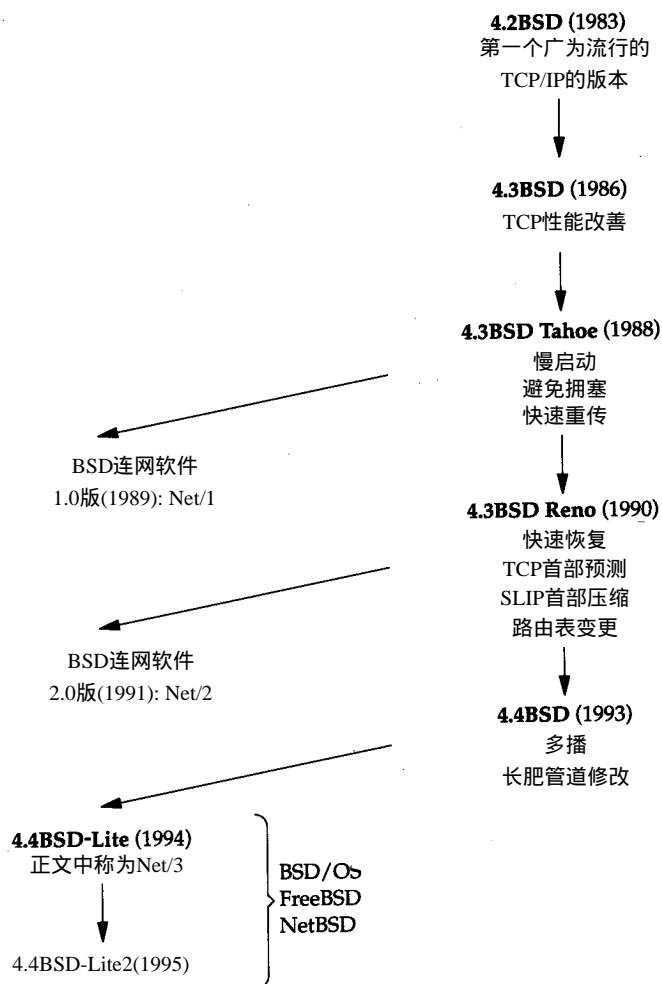 4.2BSD (1983)
第一个广为流行的
TCP/IP的版本
4.3BSD (1986)
TCP性能改善
4.3BSD Tahoe (1988)
慢启动
避免拥塞
快速重传
BSD连网软件
1.0版(1989): Net/1
4.3BSD Reno (1990)
快速恢复
TCP首部预测
SLIP首部压缩
路由表变更
BSD连网软件
2.0版(1991): Net/2
4.4BSD (1993)
多播
长肥管道修改
4.4BSD-Lite (1994)
正文中称为Net/3
BSD/OS
FreeBSD
NetBSD
4.4BSD-Lite2(1995)